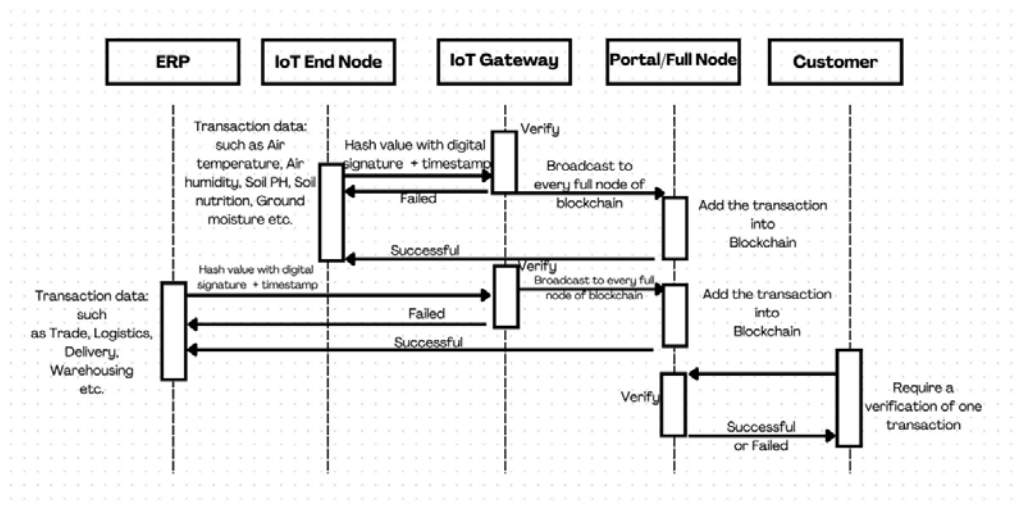 ERP
IoT End Node
IoT Gateway
Portal/Full Node
Customer
Transaction data:
such as Air
temperature, Air
humidity, Soil PH, Soil
nutrition, Ground
moisture etc.
Hash value with digital
signature + timestamp
Failed
Verify
Broadcast to
every full node of
blockchain
Add the transaction
into
Blockchain
Successful
Hash value with digital
signature + timestamp
Verify
Broadcast to every full
node of blockchain
Transaction data:
such
as Trade, Logistics,
Delivery,
Warehousing
etc.
Failed
Successful
Add the transaction
into
Blockchain
Verify
Require a
verification of one
transaction
Successful
or Failed